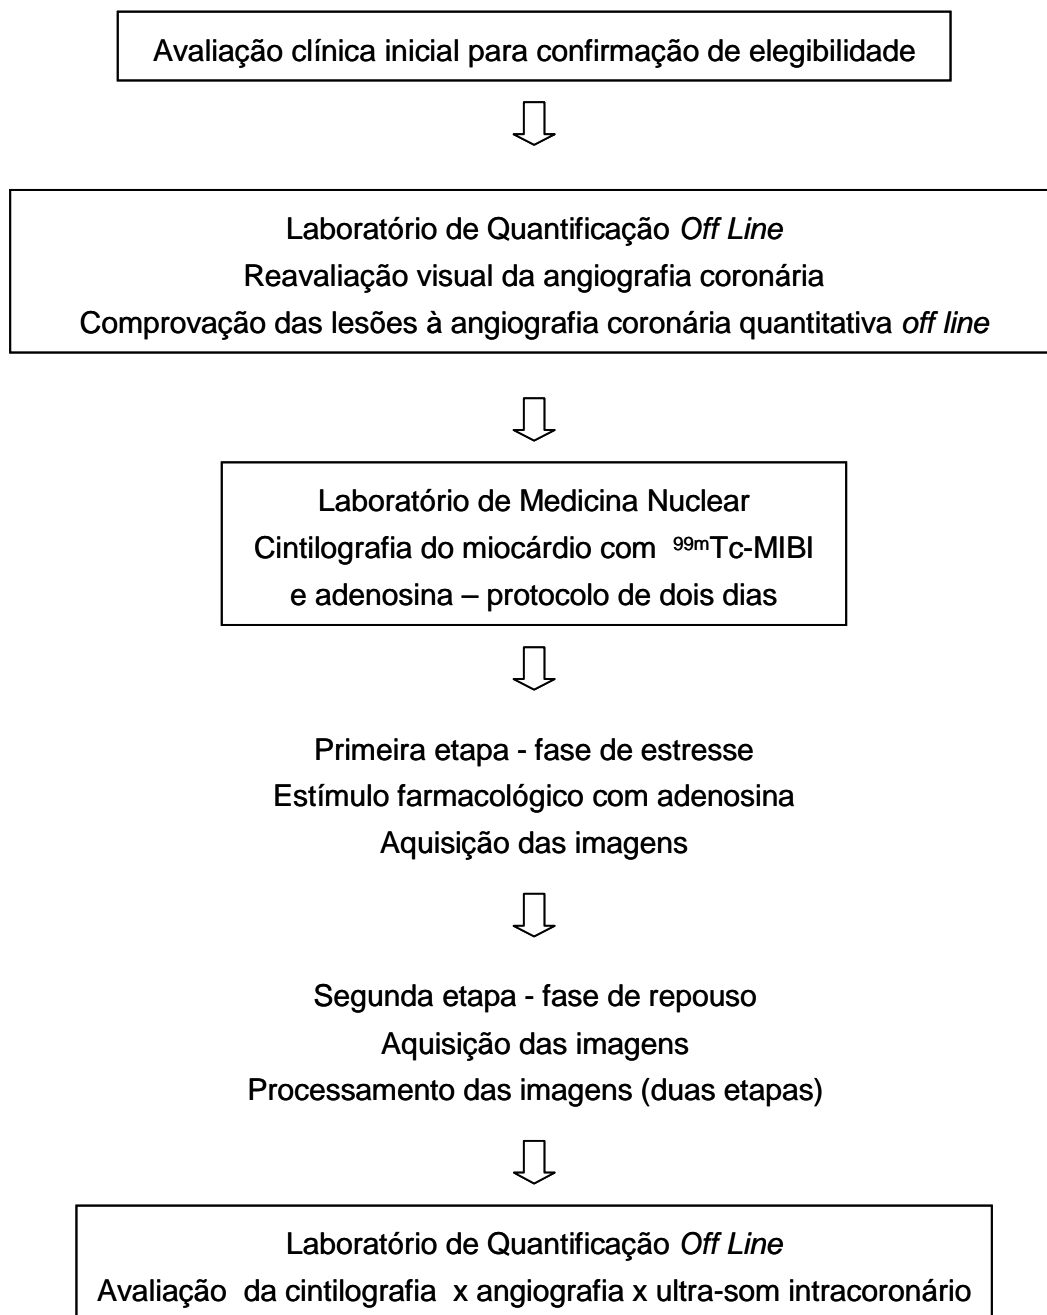 Avaliação clínica inicial para confirmação de elegibilidade
Laboratório de Quantificação Off Line
Reavaliação visual da angiografia coronária
Comprovação das lesões à angiografia coronária quantitativa off line
Laboratório de Medicina Nuclear
Cintilografia do miocárdio com ⁹⁹ᵐTc-MIBI
e adenosina – protocolo de dois dias
Primeira etapa - fase de estresse
Estímulo farmacológico com adenosina
Aquisição das imagens
Segunda etapa - fase de repouso
Aquisição das imagens
Processamento das imagens (duas etapas)
Laboratório de Quantificação Off Line
Avaliação da cintilografia x angiografia x ultra-som intracoronário